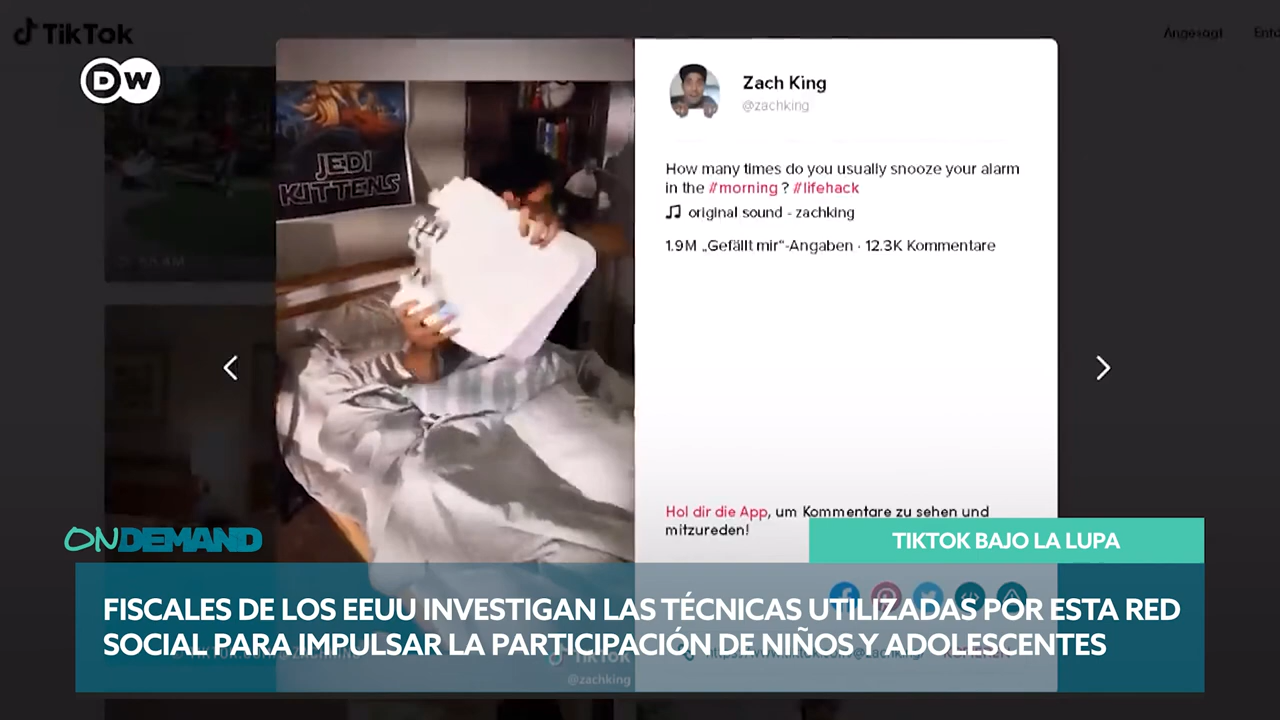 TikTok
Angesagt
DW
JEDI
KITTENS
Zach King
@zachking
How many times do you usually snooze your alarm
in the #morning ? #lifehack
original sound - zachking
1.9M „Gefällt mir“-Angaben · 12.3K Kommentare
Hol dir die App, um Kommentare zu sehen und
mitzureden!
ONDEMAND
TIKTOK BAJO LA LUPA
FISCALES DE LOS EEUU INVESTIGAN LAS TÉCNICAS UTILIZADAS POR ESTA RED
SOCIAL PARA IMPULSAR LA PARTICIPACIÓN DE NIÑOS Y ADOLESCENTES
TikTok
@zachking